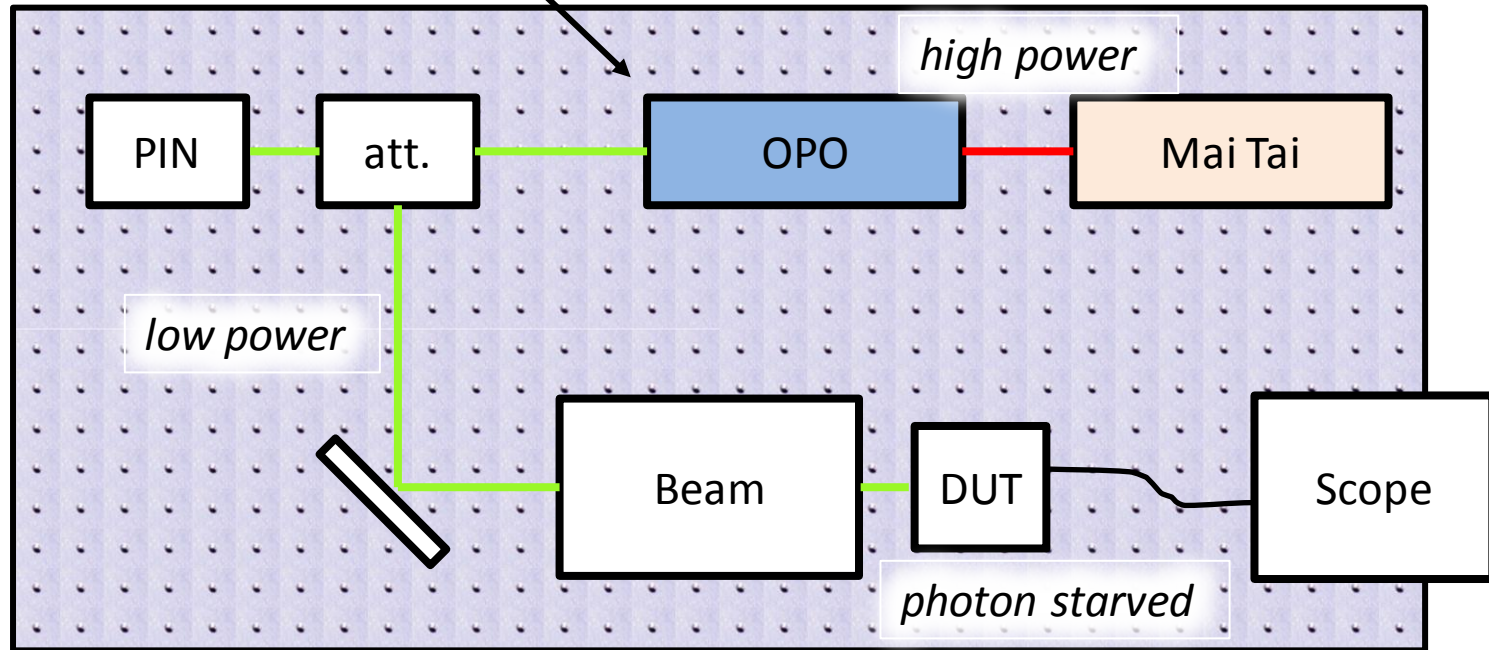 high power
PIN
att.
OPO
Mai Tai
low power
Beam
DUT
Scope
photon starved